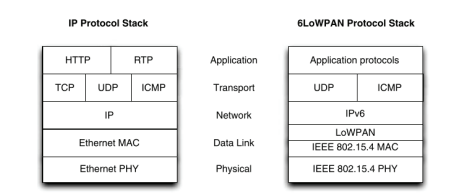 IP Protocol Stack 6LoWPAN Protocol Stack
HTTP RTP Application Application protocols
TCP UDP ICMP Transport UDP ICMP
IP Network IPv6
LoWPAN
Ethernet MAC Data Link IEEE 802.15.4 MAC
Ethernet PHY Physical IEEE 802.15.4 PHY